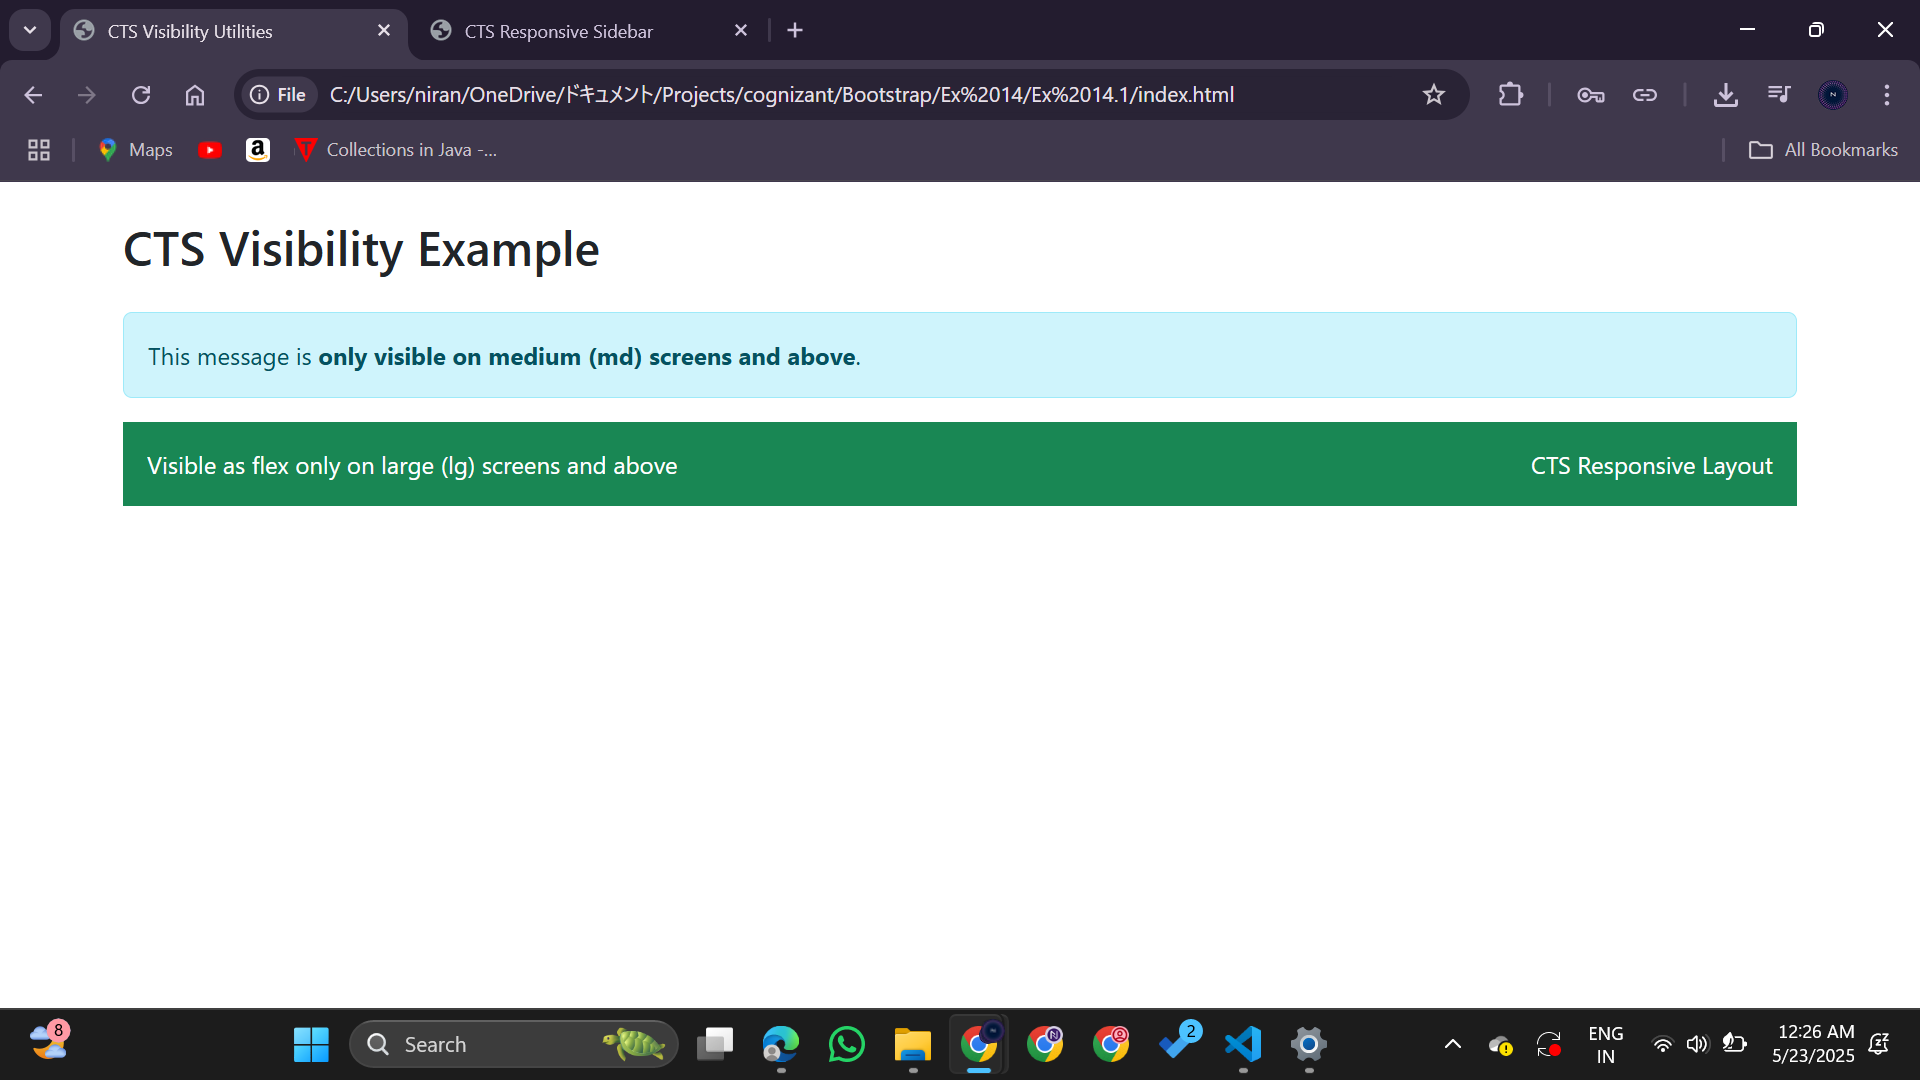 CTS Visibility Utilities
CTS Responsive Sidebar
File
C:/Users/niran/OneDrive/ドキュメント/Projects/cognizant/Bootstrap/Ex%2014/Ex%2014.1/index.html
N
Maps
a
T
Collections in Java -...
All Bookmarks
CTS Visibility Example
This message is only visible on medium (md) screens and above.
Visible as flex only on large (lg) screens and above
CTS Responsive Layout
8
Search
N
2
ENG
IN
12:26 AM
5/23/2025